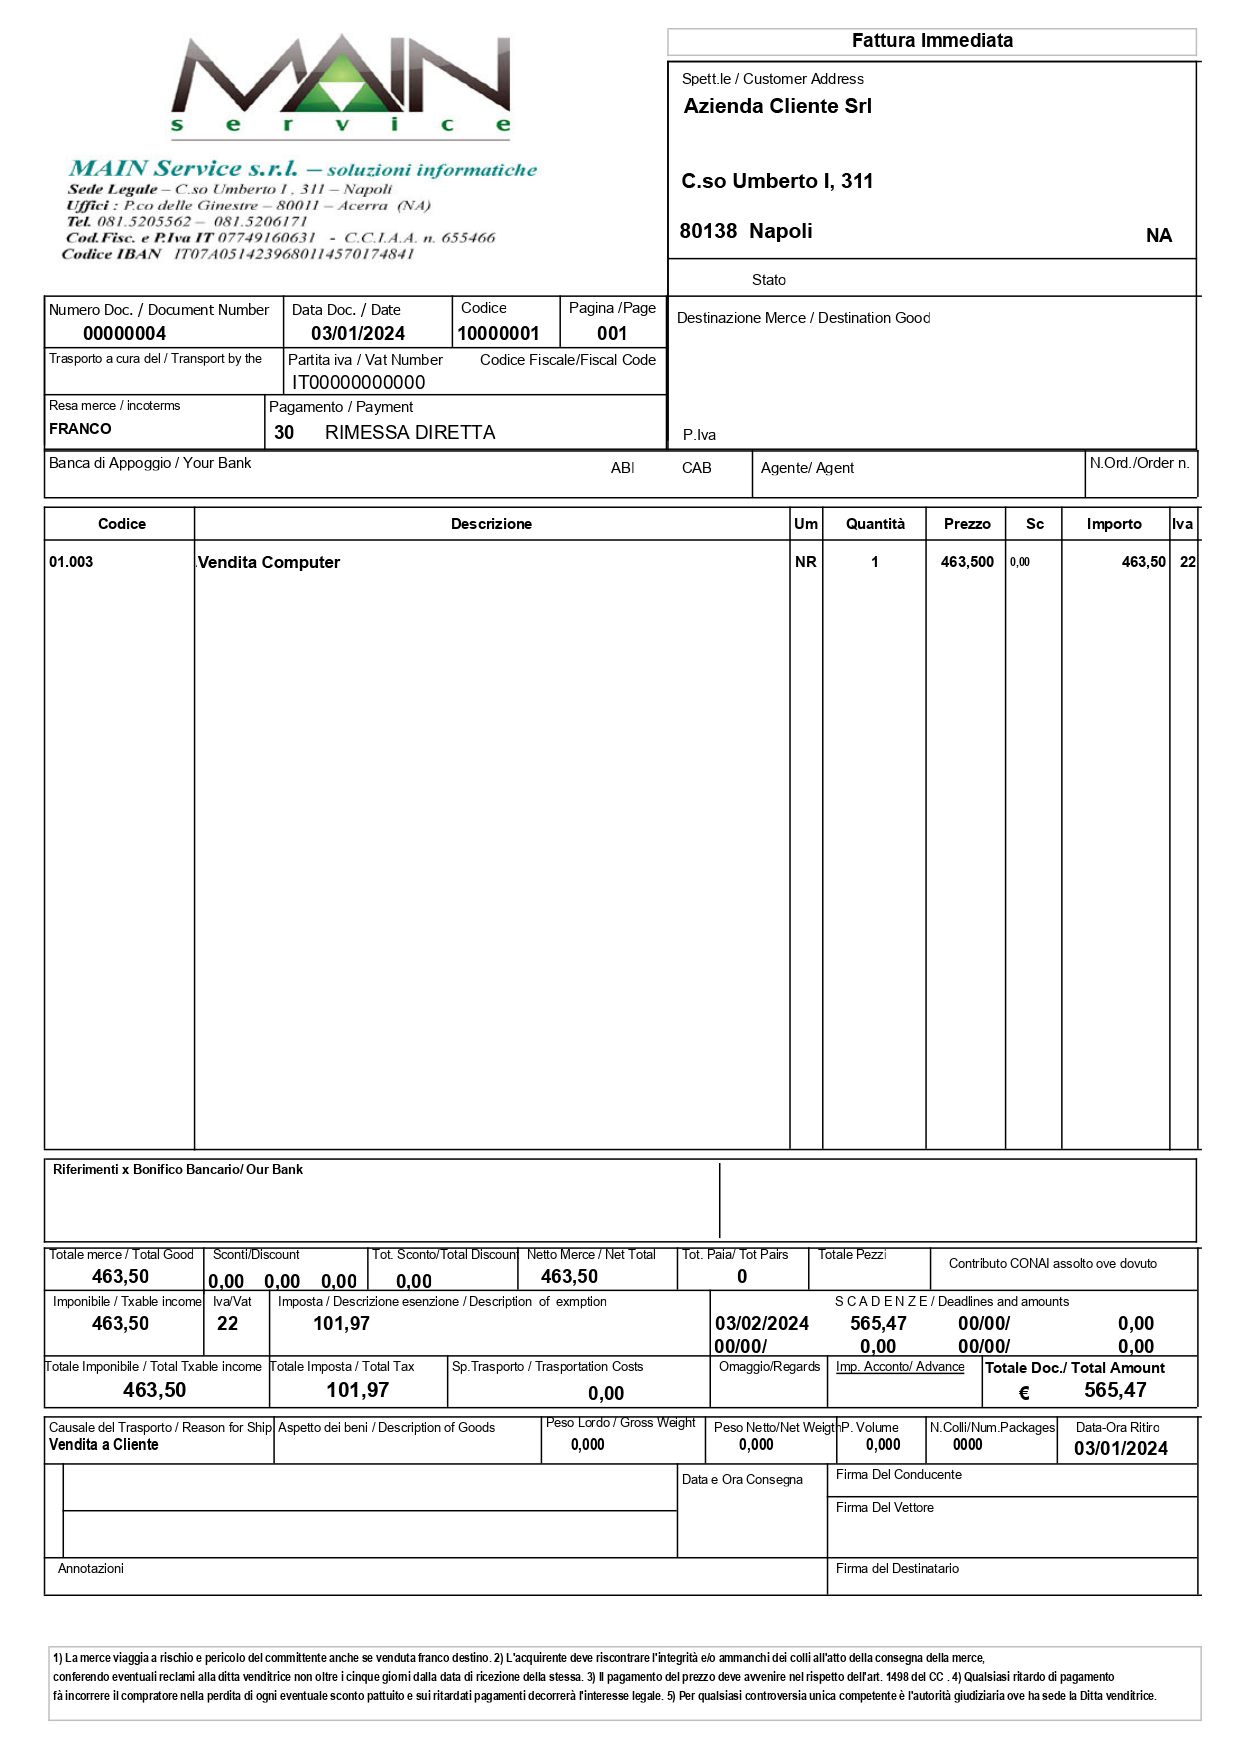 MAIN
service
MAIN Service s.r.l. – soluzioni informatiche
Sede Legale – C.so Umberto I , 311 – Napoli
Uffici : P.co delle Ginestre – 80011 – Acerra (NA)
Tel. 081.5205562 – 081.5206171
Cod.Fisc. e P.Iva IT 07749160631 - C.C.I.A.A. n. 655466
Codice IBAN IT07A0514239680114570174841
Fattura Immediata
Spett.le / Customer Address
Azienda Cliente Srl
C.so Umberto I, 311
80138 Napoli NA
Stato
Numero Doc. / Document Number Data Doc. / Date Codice Pagina /Page
00000004 03/01/2024 10000001 001
Destinazione Merce / Destination Good
Trasporto a cura del / Transport by the Partita iva / Vat Number Codice Fiscale/Fiscal Code
IT00000000000
Resa merce / incoterms Pagamento / Payment
FRANCO 30 RIMESSA DIRETTA
P.Iva
Banca di Appoggio / Your Bank ABI CAB Agente/ Agent N.Ord./Order n.
Codice Descrizione Um Quantità Prezzo Sc Importo Iva
01.003 Vendita Computer NR 1 463,500 0,00 463,50 22
Riferimenti x Bonifico Bancario/ Our Bank
Totale merce / Total Good Sconti/Discount Tot. Sconto/Total Discount Netto Merce / Net Total Tot. Paia/ Tot Pairs Totale Pezzi Contributo CONAI assolto ove dovuto
463,50 0,00 0,00 0,00 0,00 463,50 0
Imponibile / Txable income Iva/Vat Imposta / Descrizione esenzione / Description of exmption S C A D E N Z E / Deadlines and amounts
463,50 22 101,97 03/02/2024 565,47 00/00/ 0,00
00/00/ 0,00 00/00/ 0,00
Totale Imponibile / Total Txable income Totale Imposta / Total Tax Sp.Trasporto / Trasportation Costs Omaggio/Regards Imp. Acconto/ Advance Totale Doc./ Total Amount
463,50 101,97 0,00 € 565,47
Causale del Trasporto / Reason for Ship Aspetto dei beni / Description of Goods Peso Lordo / Gross Weight Peso Netto/Net Weigth P. Volume N.Colli/Num.Packages Data-Ora Ritiro
Vendita a Cliente 0,000 0,000 0,000 0000 03/01/2024
Data e Ora Consegna Firma Del Conducente
Firma Del Vettore
Annotazioni Firma del Destinatario
1) La merce viaggia a rischio e pericolo del committente anche se venduta franco destino. 2) L'acquirente deve riscontrare l'integrità e/o ammanchi dei colli all'atto della consegna della merce,
conferendo eventuali reclami alla ditta venditrice non oltre i cinque giorni dalla data di ricezione della stessa. 3) Il pagamento del prezzo deve avvenire nel rispetto dell'art. 1498 del CC . 4) Qualsiasi ritardo di pagamento
fà incorrere il compratore nella perdita di ogni eventuale sconto pattuito e sui ritardati pagamenti decorrerà l'interesse legale. 5) Per qualsiasi controversia unica competente è l'autorità giudiziaria ove ha sede la Ditta venditrice.